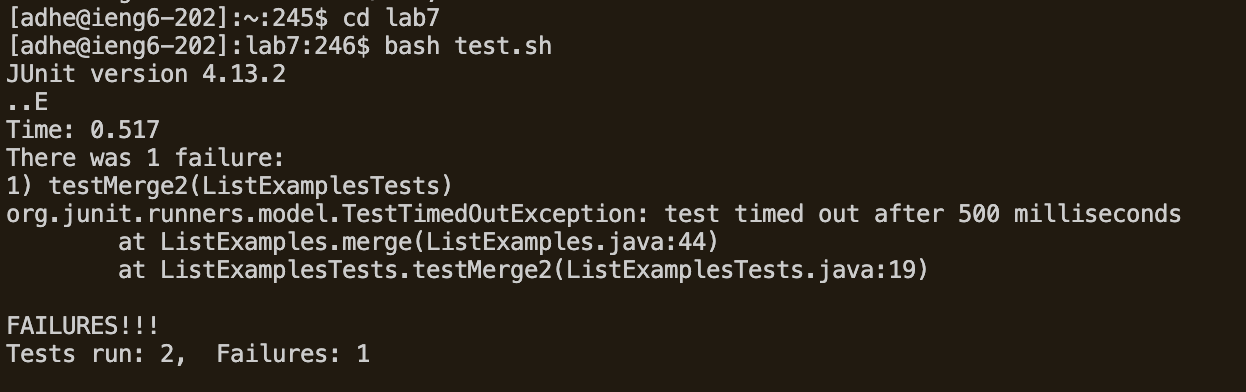 [adhe@ieng6-202]:~:245$ cd lab7
[adhe@ieng6-202]:lab7:246$ bash test.sh
JUnit version 4.13.2
..E
Time: 0.517
There was 1 failure:
1) testMerge2(ListExamplesTests)
org.junit.runners.model.TestTimedOutException: test timed out after 500 milliseconds
        at ListExamples.merge(ListExamples.java:44)
        at ListExamplesTests.testMerge2(ListExamplesTests.java:19)

FAILURES!!!
Tests run: 2,  Failures: 1